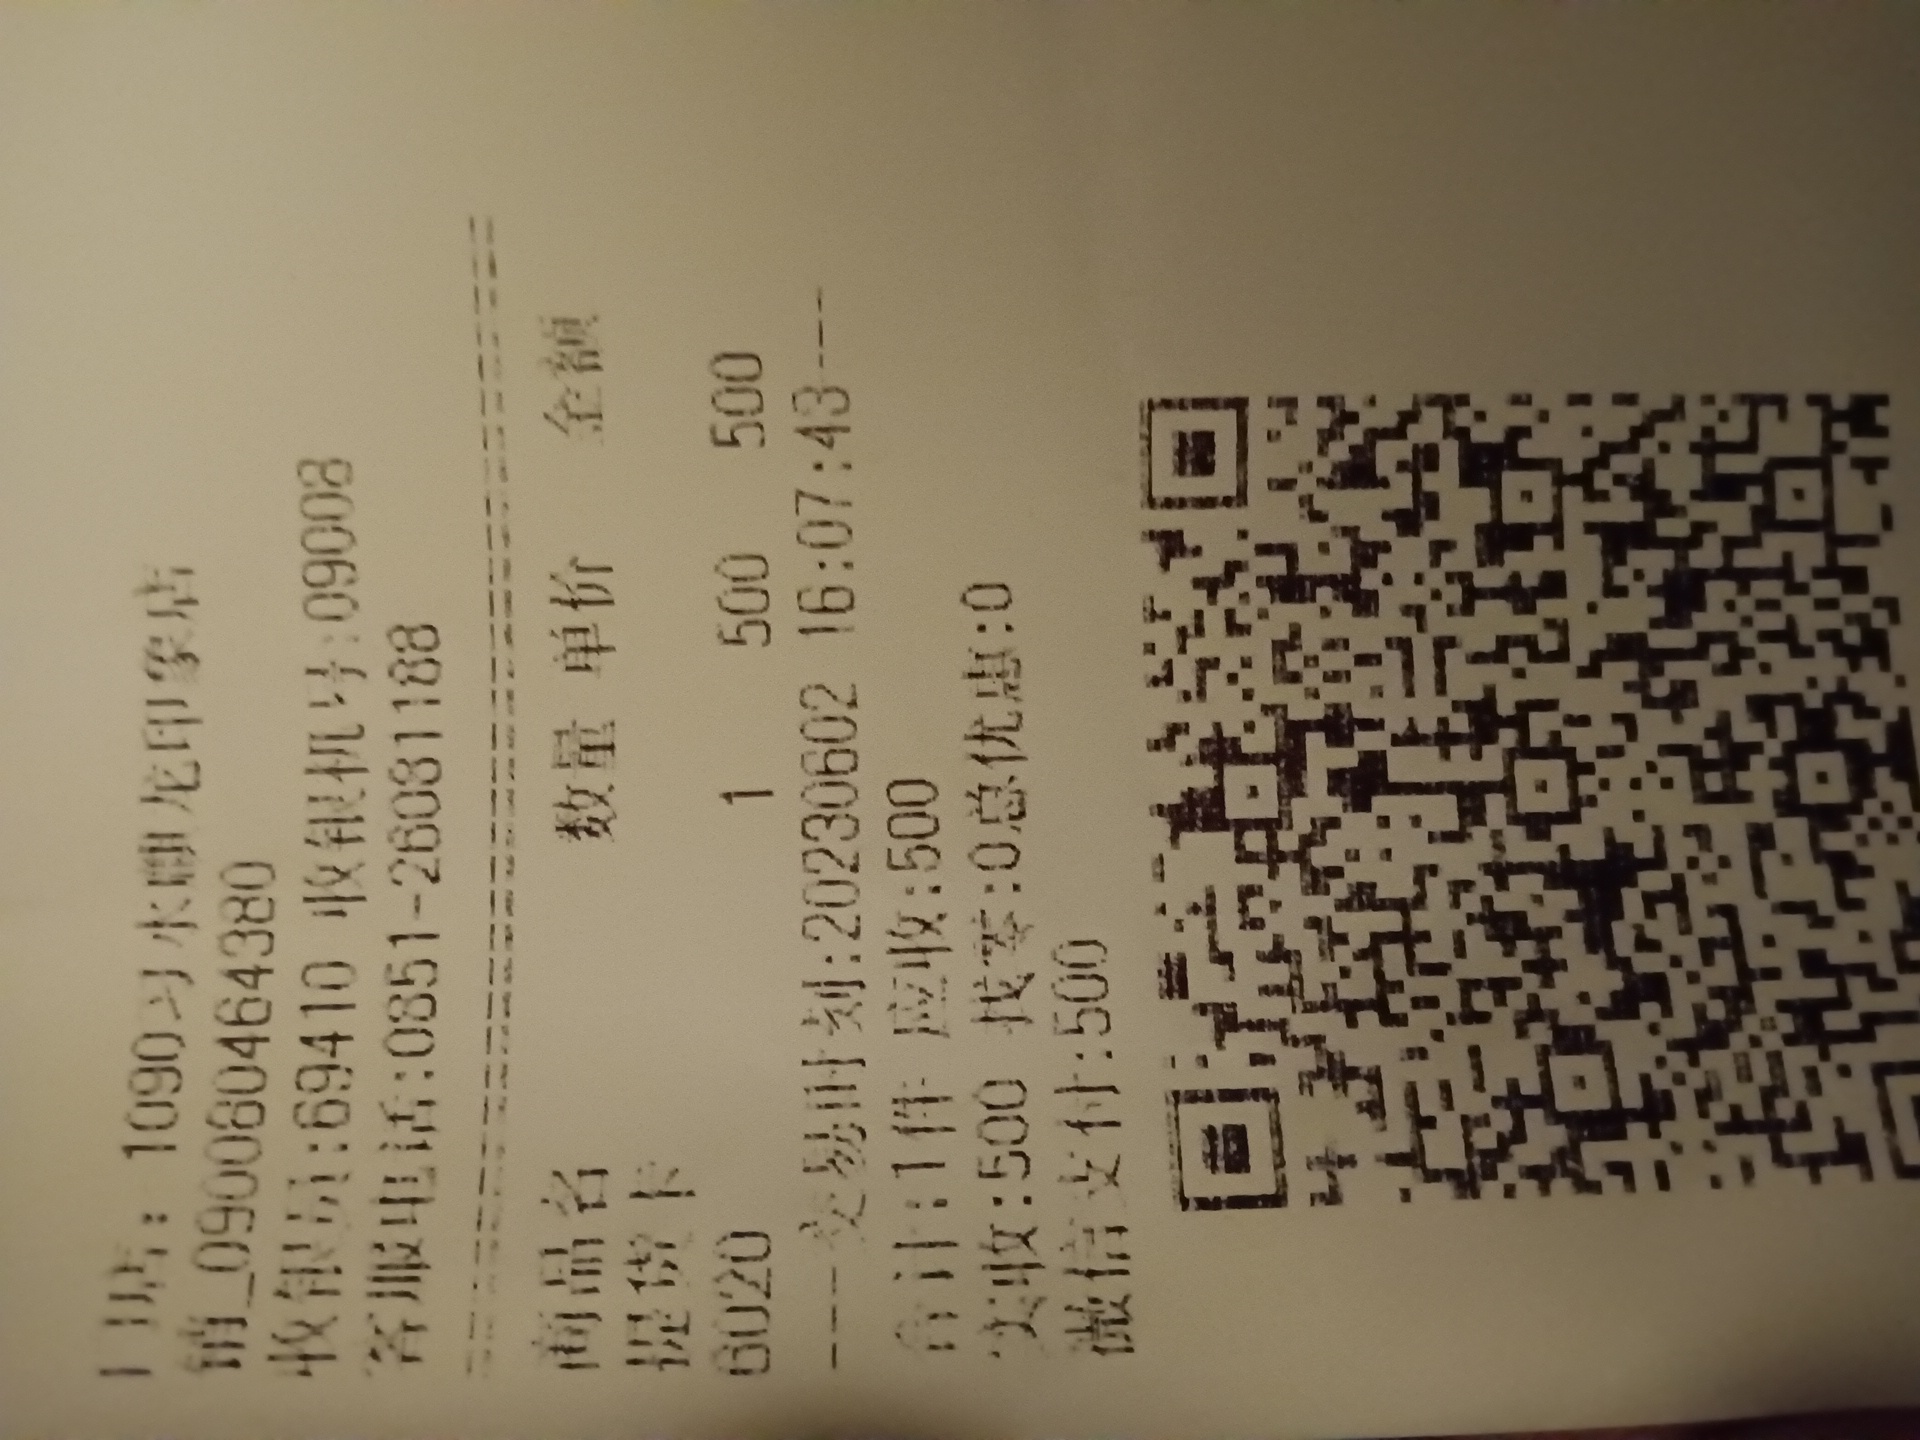 门店: 1090习水瑞龙印象店
销_090080464380
收银员:69410 收银机号:09008
客服电话:0851-26081188
================================
商品名 数量 单价 金额
提货卡
6020 1 500 500
----交易时刻:20230602 16:07:43----
合计:1件 应收:500
实收:500 找零:0总优惠:0
微信支付:500